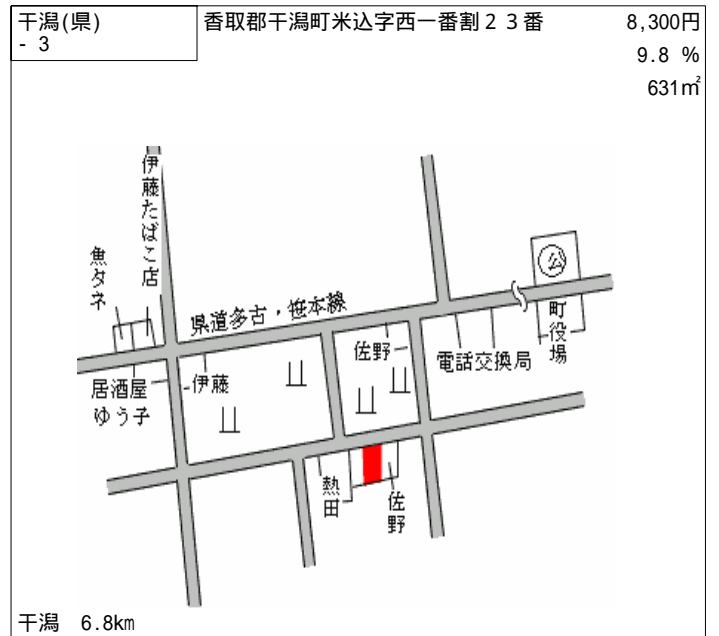 干潟(県)
- 3
香取郡干潟町米込字西一番割２３番
8,300円
9.8 %
631㎡
伊藤たばこ店
魚タネ
県道多古・笹本線
公
町役場
佐野
電話交換局
伊藤
居酒屋
ゆう子
熱田
佐野
干潟 6.8km